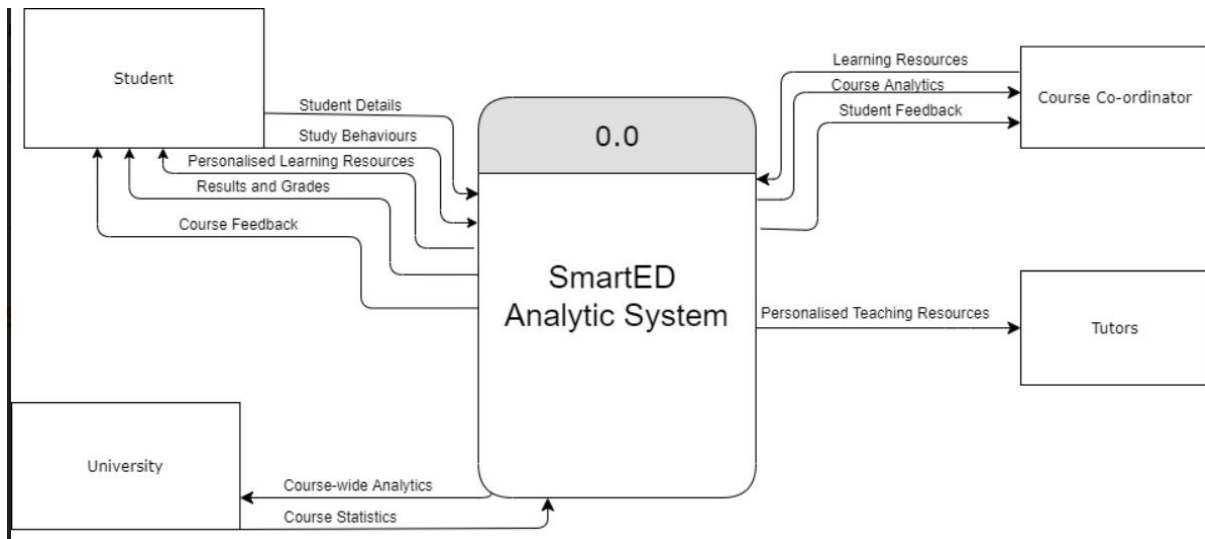 Student
Student Details
Study Behaviours
Personalised Learning Resources
Results and Grades
Course Feedback
0.0
SmartED
Analytic System
Learning Resources
Course Analytics
Student Feedback
Course Co-ordinator
Personalised Teaching Resources
Tutors
University
Course-wide Analytics
Course Statistics